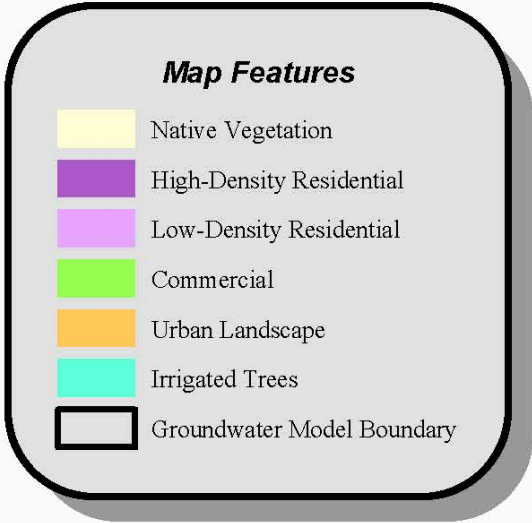 Map Features
Native Vegetation
High-Density Residential
Low-Density Residential
Commercial
Urban Landscape
Irrigated Trees
Groundwater Model Boundary